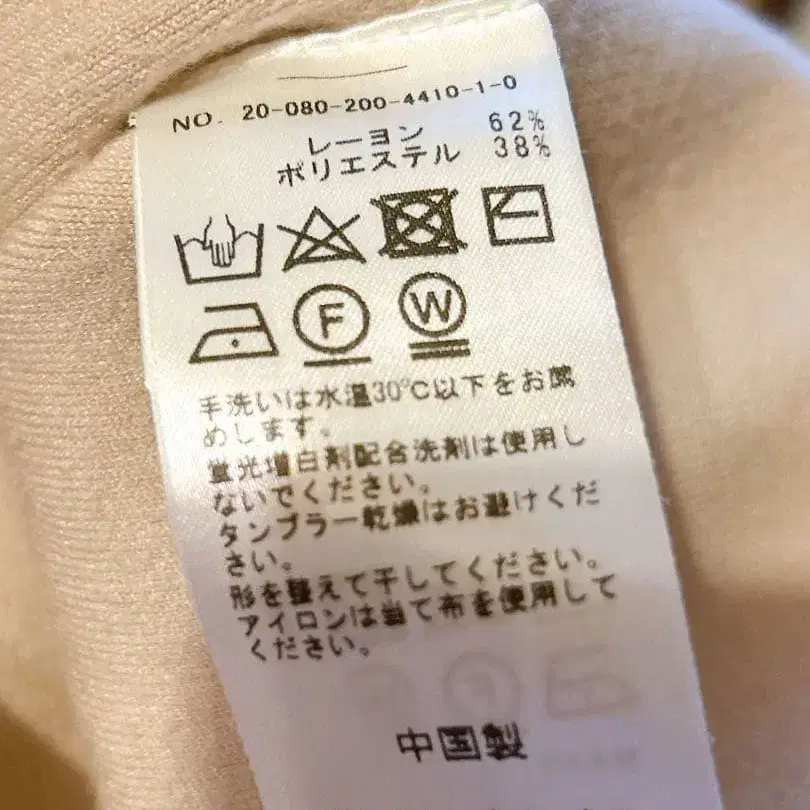 NO. 20-080-200-4410-1-0
レーヨン 62%
ポリエステル 38%
F W
手洗いは水温30℃以下をお薦
めします。
蛍光増白剤配合洗剤は使用し
ないでください。
タンブラー乾燥はお避けくだ
さい。
形を整えて干してください。
アイロンは当て布を使用して
ください。
中国製